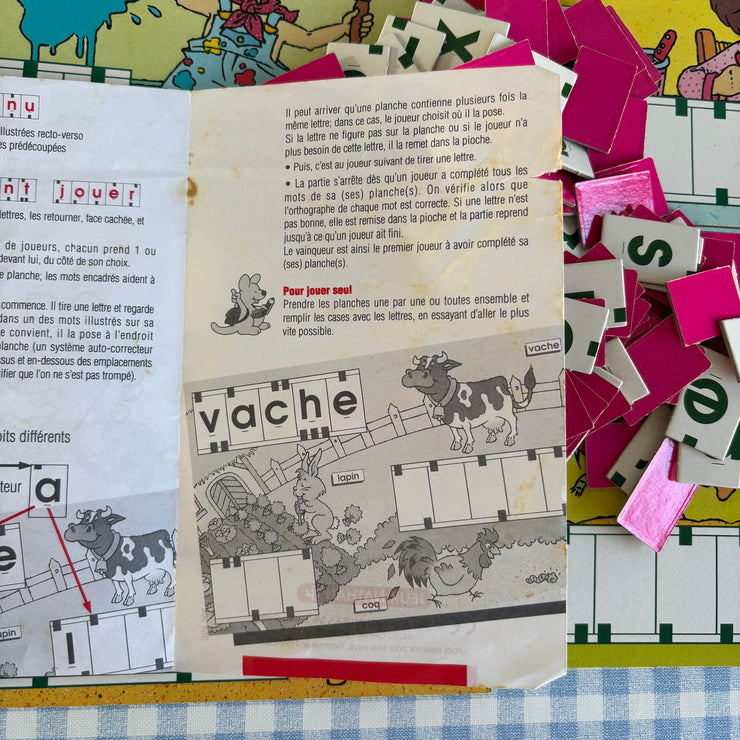 nu
illustrées recto-verso
es prédécoupées
nt jouer
lettres, les retourner, face cachée, et
de joueurs, chacun prend 1 ou
devant lui, du côté de son choix.
e planche; les mots encadrés aident à
commence. Il tire une lettre et regarde
dans un des mots illustrés sur sa
re convient, il la pose à l'endroit
planche (un système auto-correcteur
ssus et en-dessous des emplacements
rifier que l'on ne s'est pas trompé).
oits différents
cteur a
e
lapin
l
Il peut arriver qu'une planche contienne plusieurs fois la
même lettre; dans ce cas, le joueur choisit où il la pose.
Si la lettre ne figure pas sur la planche ou si le joueur n'a
plus besoin de cette lettre, il la remet dans la pioche.
• Puis, c'est au joueur suivant de tirer une lettre.
• La partie s'arrête dès qu'un joueur a complété tous les
mots de sa (ses) planche(s). On vérifie alors que
l'orthographe de chaque mot est correcte. Si une lettre n'est
pas bonne, elle est remise dans la pioche et la partie reprend
jusqu'à ce qu'un joueur ait fini.
Le vainqueur est ainsi le premier joueur à avoir complété sa
(ses) planche(s).
Pour jouer seul
Prendre les planches une par une ou toutes ensemble et
remplir les cases avec les lettres, en essayant d'aller le plus
vite possible.
vache
vache
lapin
coq
x
s
e